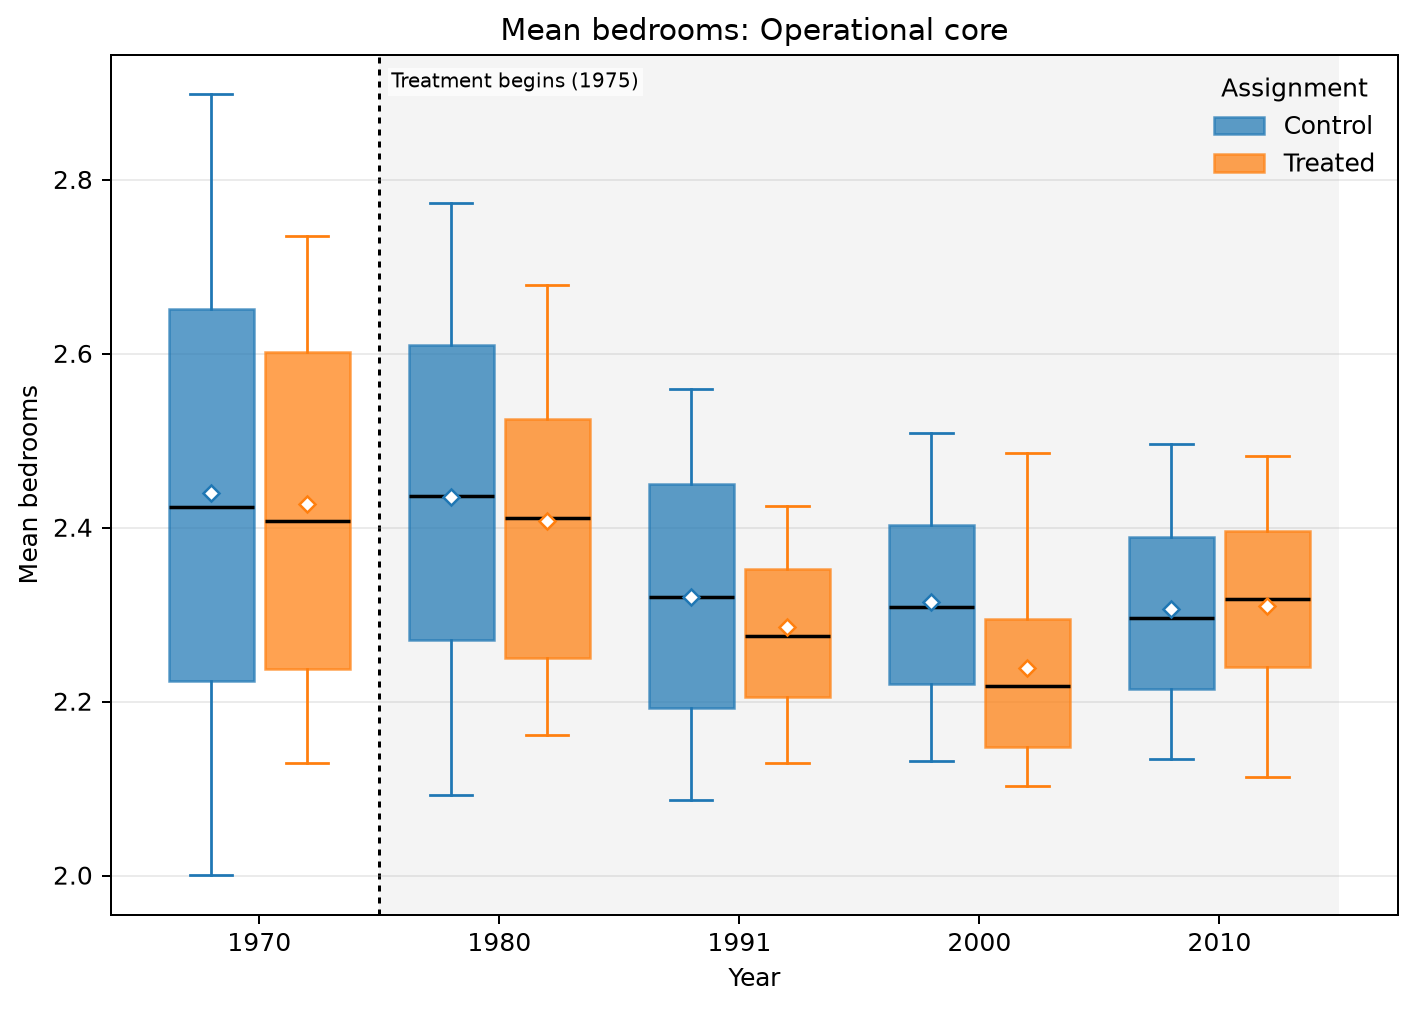 Mean bedrooms: Operational core
Treatment begins (1975)
Assignment
Control
Treated
Mean bedrooms
2.8
2.6
2.4
2.2
2.0
1970
1980
1991
2000
2010
Year